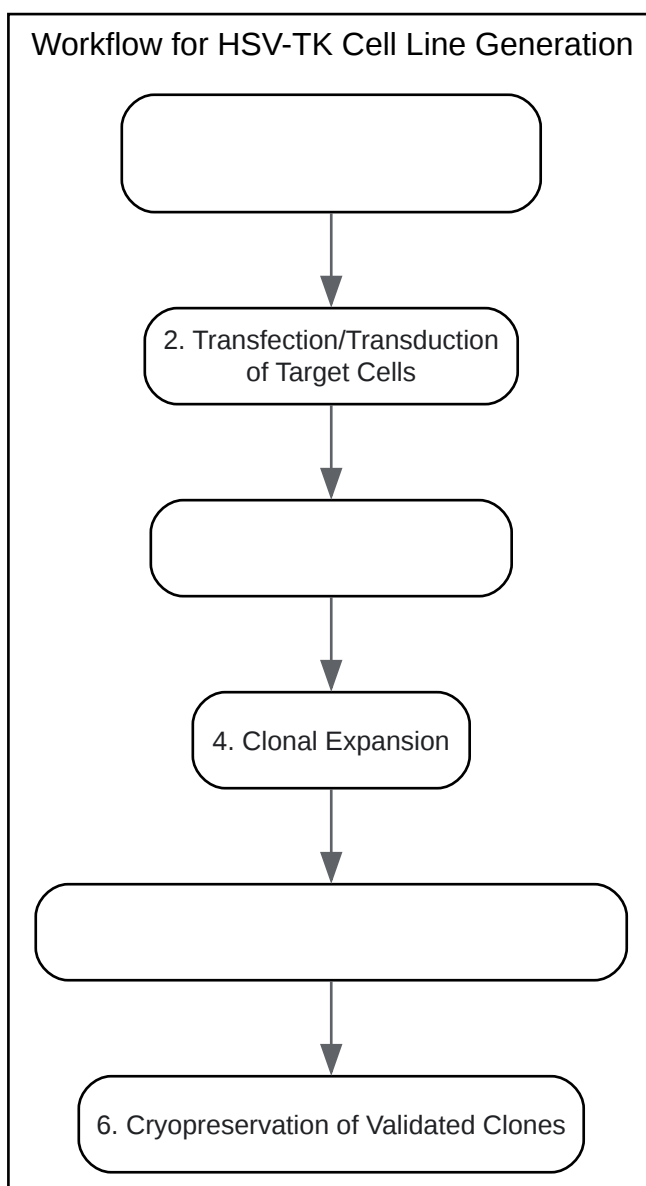 Workflow for HSV-TK Cell Line Generation
2. Transfection/Transduction
of Target Cells
4. Clonal Expansion
6. Cryopreservation of Validated Clones